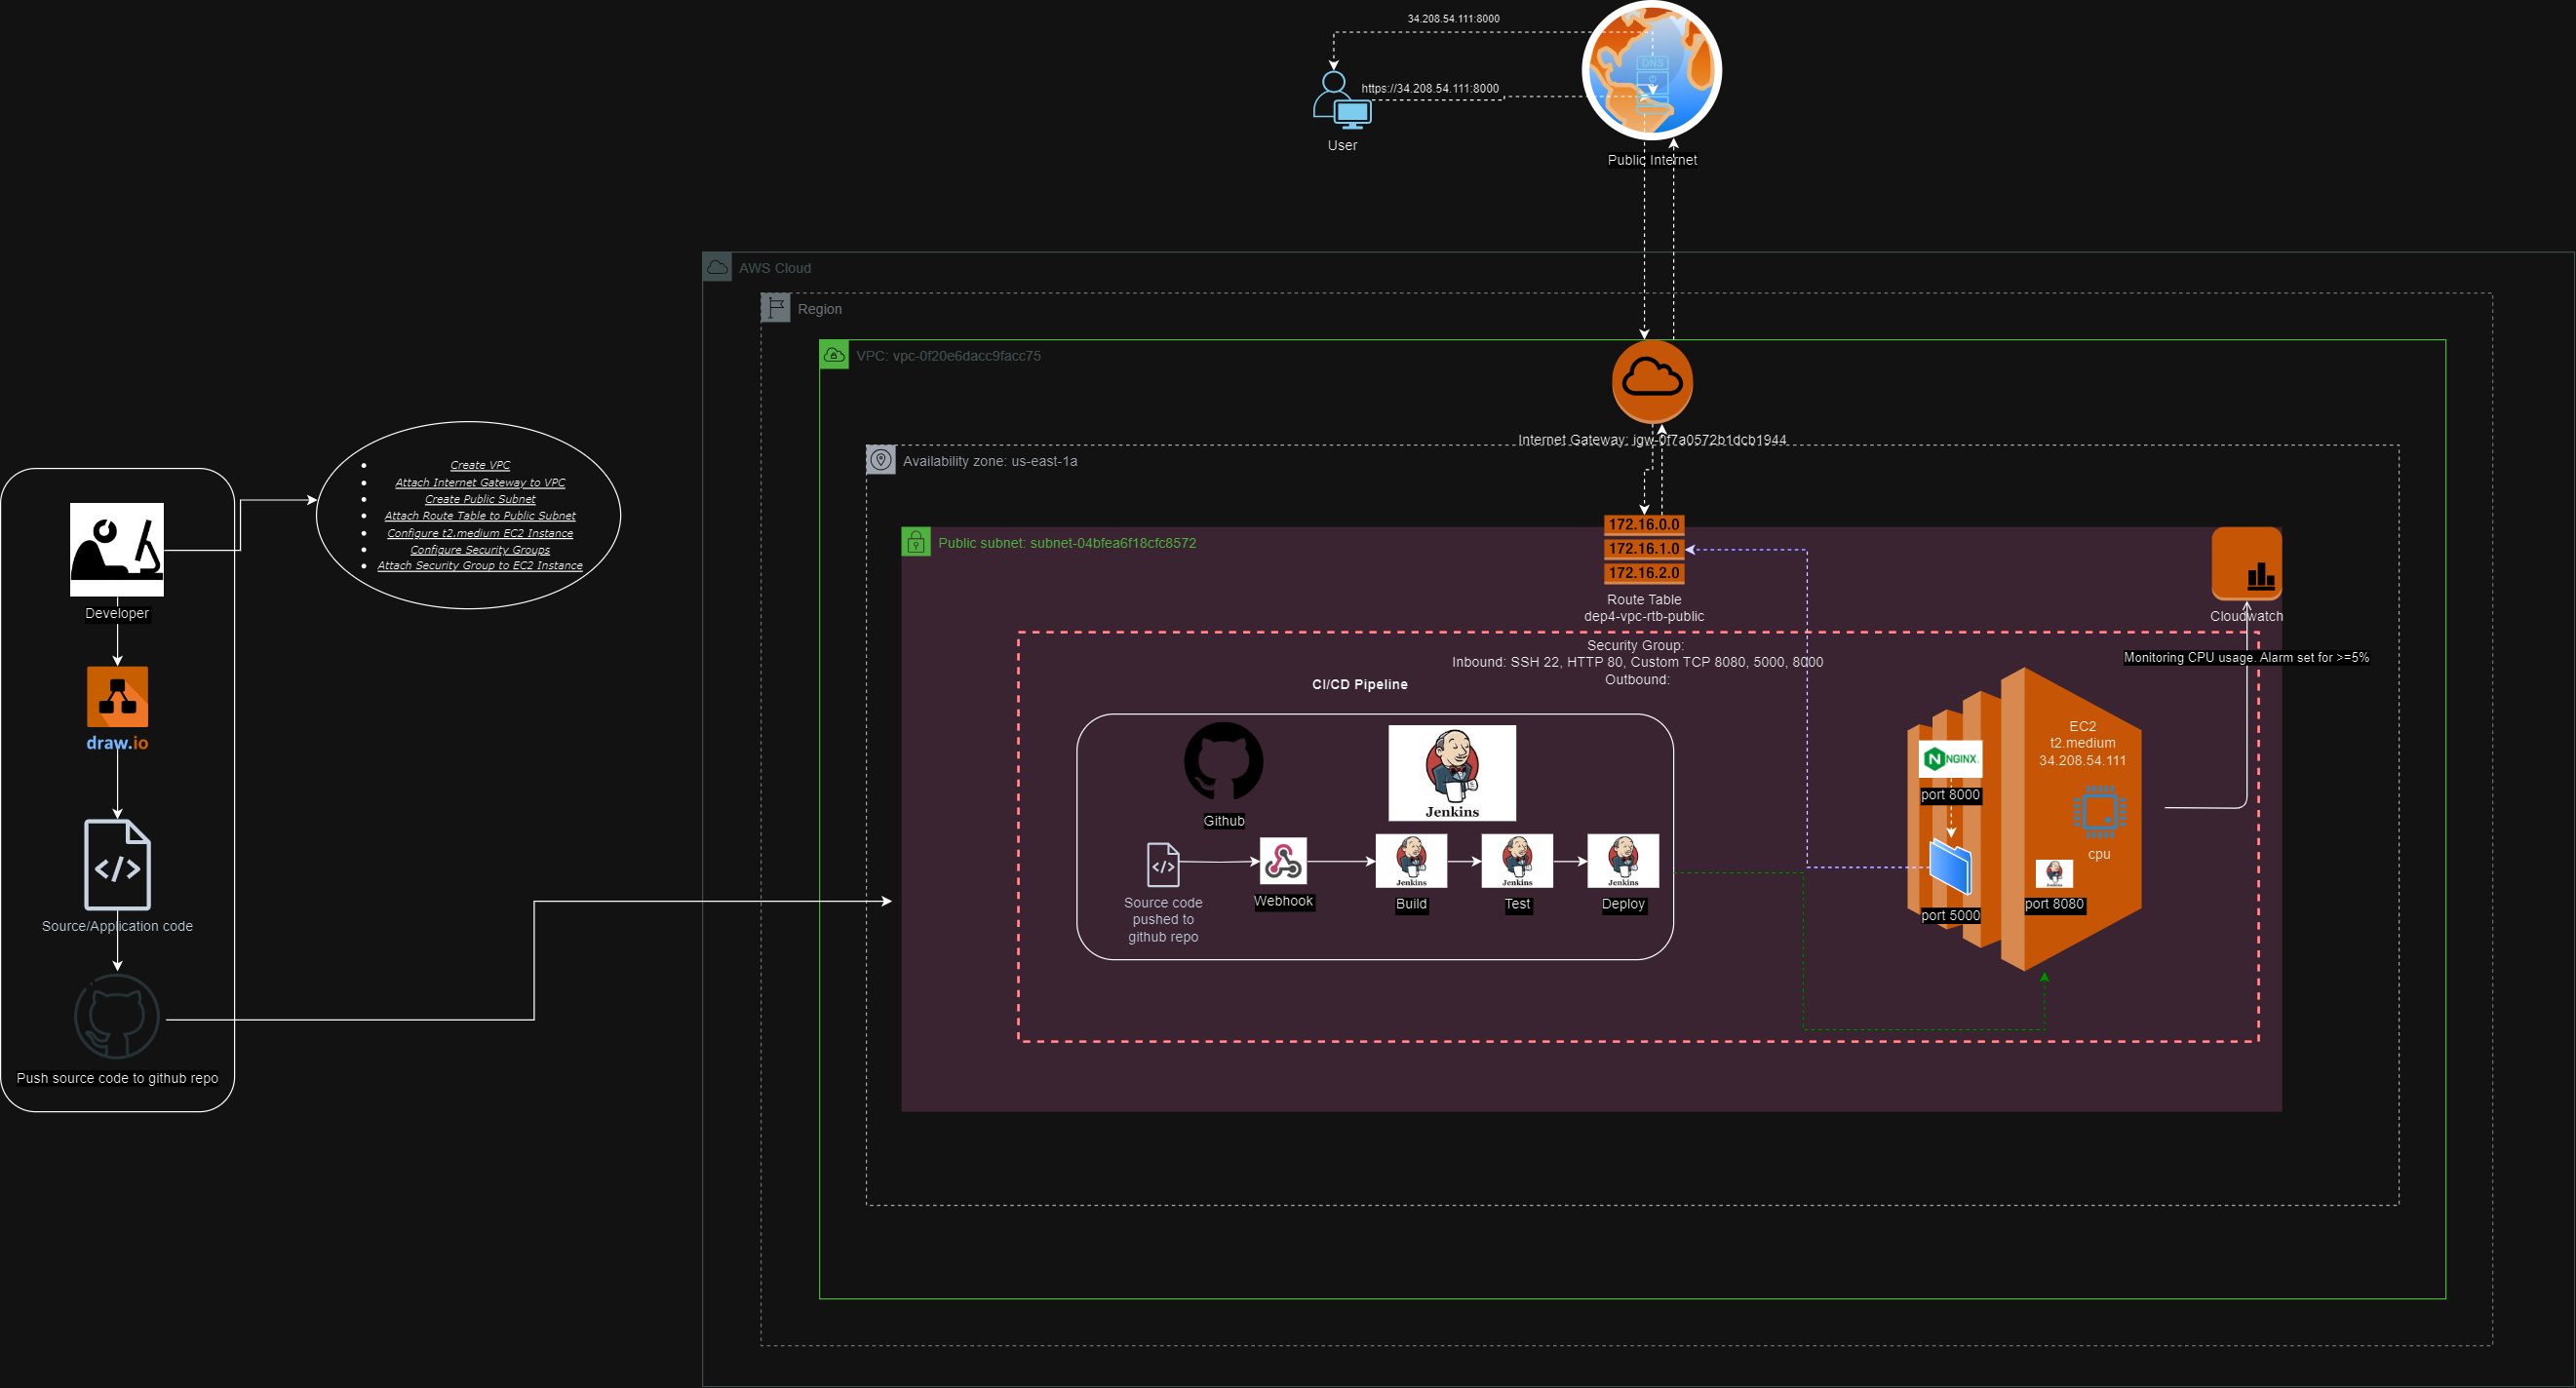 34.208.54.111:8000
https://34.208.54.111:8000
DNS
User
Public Internet
AWS Cloud
Region
VPC: vpc-0f20e6dacc9facc75
Internet Gateway: igw-0f7a0572b1dcb1944
Availability zone: us-east-1a
Create VPC
Attach Internet Gateway to VPC
Create Public Subnet
Attach Route Table to Public Subnet
Configure t2.medium EC2 Instance
Configure Security Groups
Attach Security Group to EC2 Instance
Developer
draw.io
Source/Application code
Push source code to github repo
Public subnet: subnet-04bfea6f18cfc8572
172.16.0.0
172.16.1.0
172.16.2.0
Route Table
dep4-vpc-rtb-public
Cloudwatch
Monitoring CPU usage. Alarm set for >=5%
Security Group:
Inbound: SSH 22, HTTP 80, Custom TCP 8080, 5000, 8000
Outbound:
CI/CD Pipeline
Github
Jenkins
Source code
pushed to
github repo
Webhook
Jenkins
Build
Jenkins
Test
Jenkins
Deploy
EC2
t2.medium
34.208.54.111
NGINX
port 8000
port 5000
cpu
Jenkins
port 8080